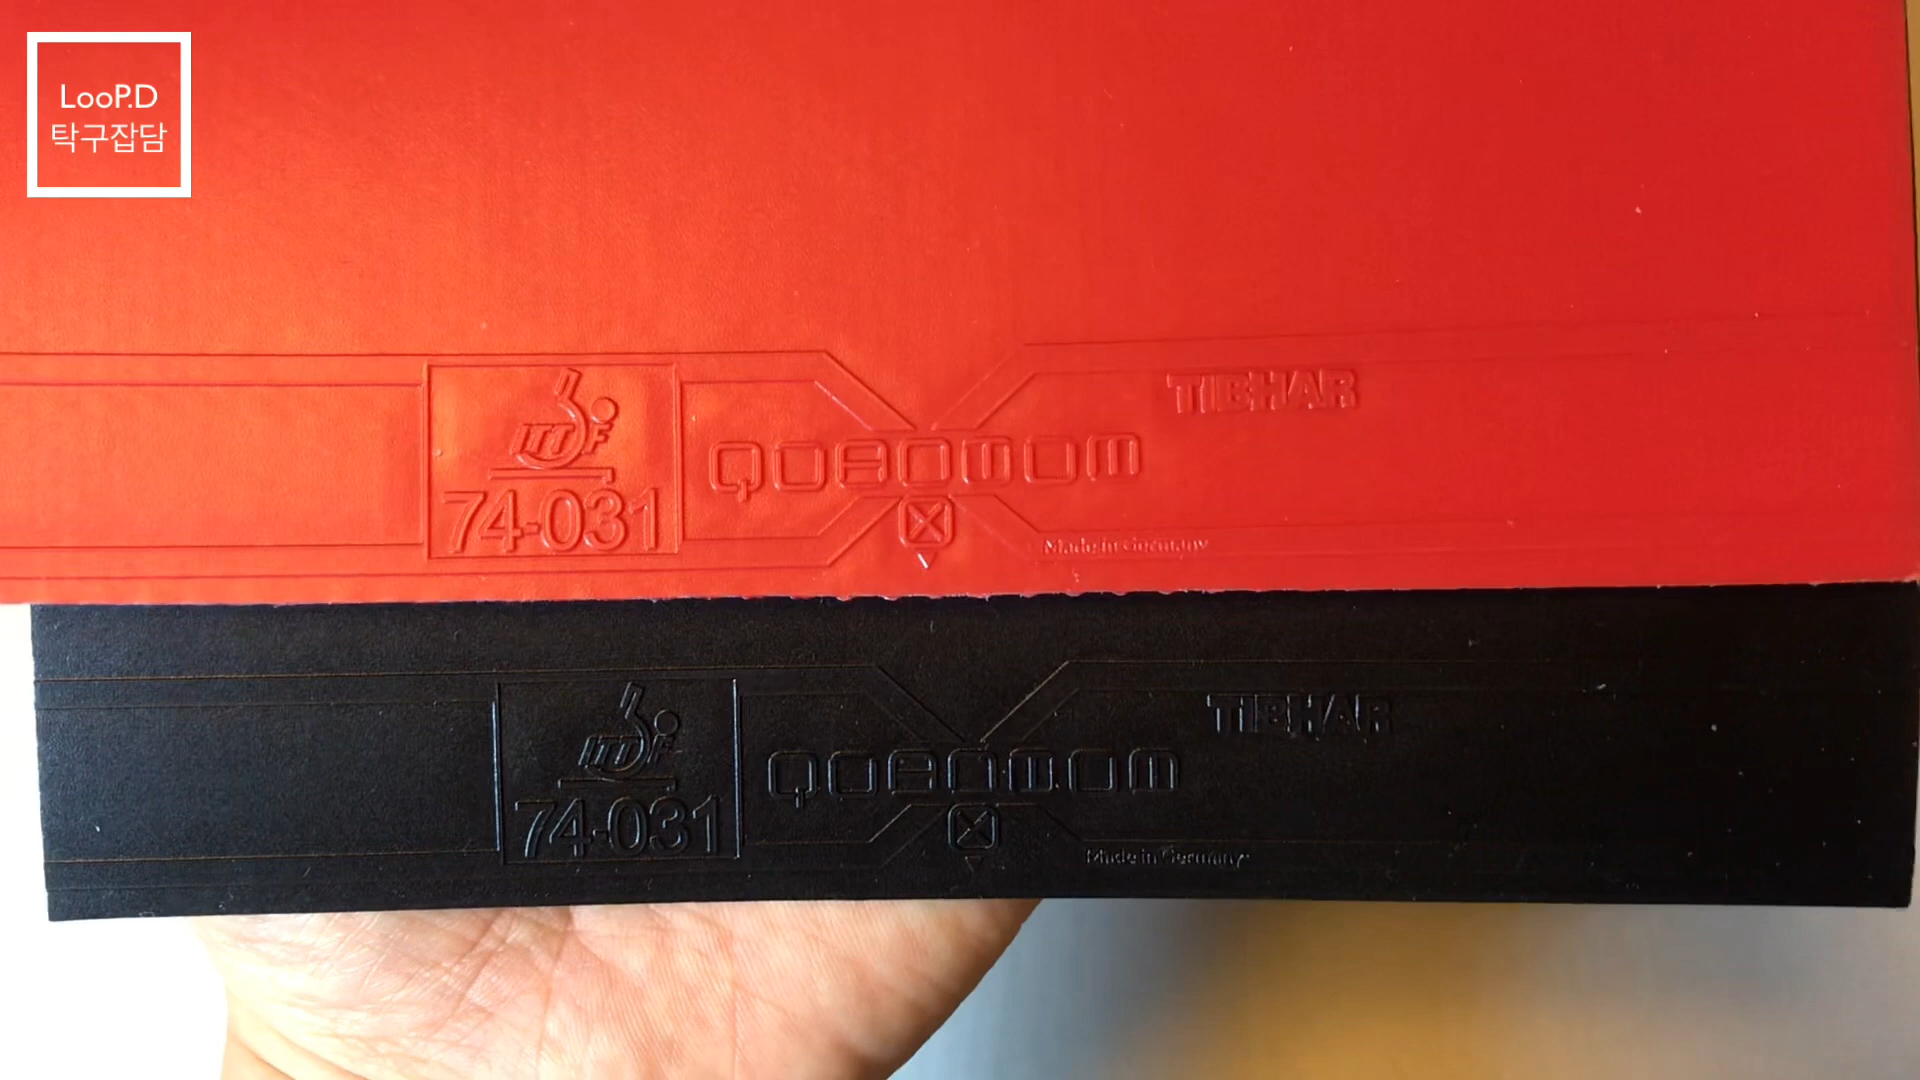 LooP.D
탁구잡담
TIBHAR
ITTF
QUANTUM
74-031
X
Made in Germany
TIBHAR
ITTF
QUANTUM
74-031
X
Made in Germany